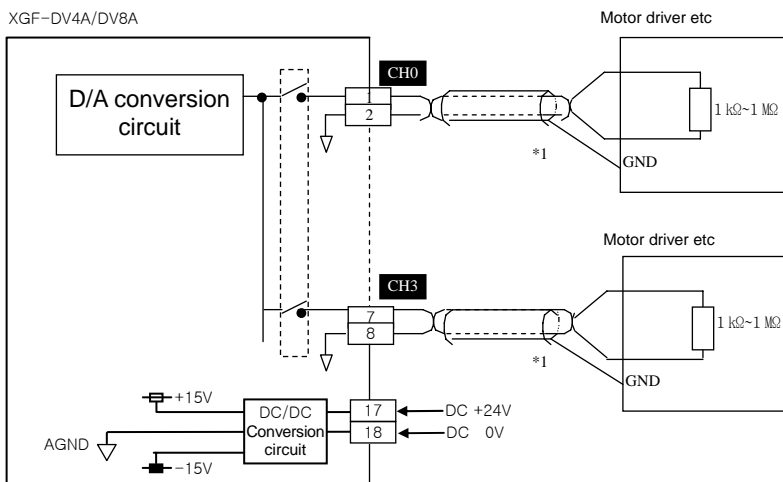 XGF-DV4A/DV8A
Motor driver etc
CH0
D/A conversion
circuit
1
2
1 kΩ~1 MΩ
*1
GND
Motor driver etc
CH3
7
8
1 kΩ~1 MΩ
*1
GND
+15V
DC/DC
Conversion
circuit
17
DC +24V
18
DC 0V
AGND
-15V